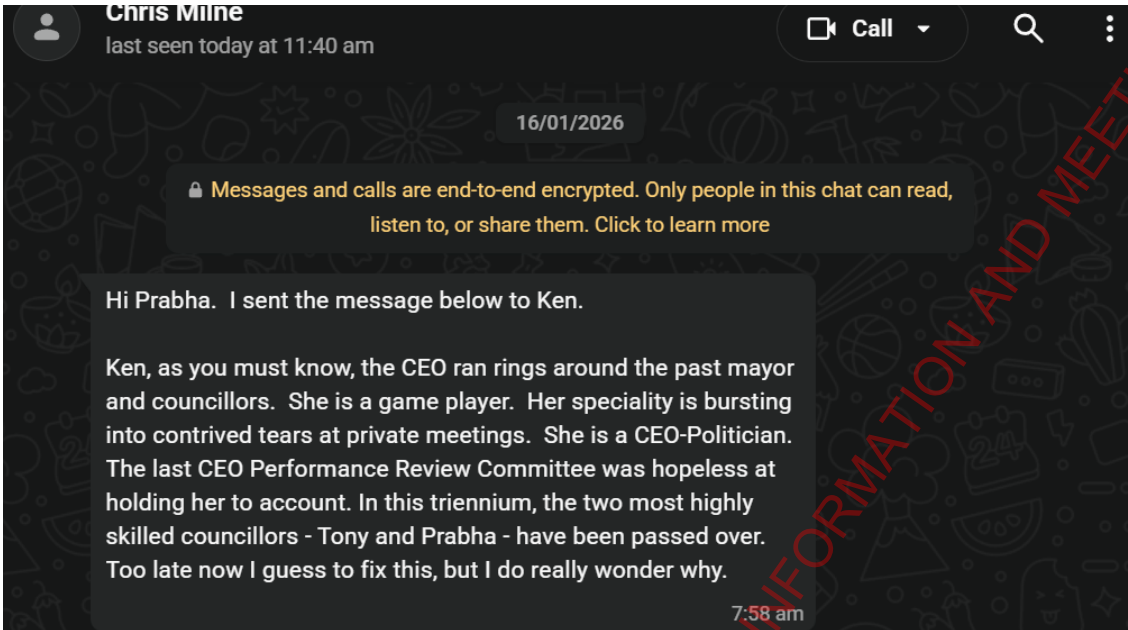 Chris Milne
last seen today at 11:40 am
Call
16/01/2026
Messages and calls are end-to-end encrypted. Only people in this chat can read,
listen to, or share them. Click to learn more
Hi Prabha.  I sent the message below to Ken.
Ken, as you must know, the CEO ran rings around the past mayor
and councillors.  She is a game player.  Her speciality is bursting
into contrived tears at private meetings.  She is a CEO-Politician.
The last CEO Performance Review Committee was hopeless at
holding her to account. In this triennium, the two most highly
skilled councillors - Tony and Prabha - have been passed over.
Too late now I guess to fix this, but I do really wonder why.
7:58 am
INFORMATION AND MEET